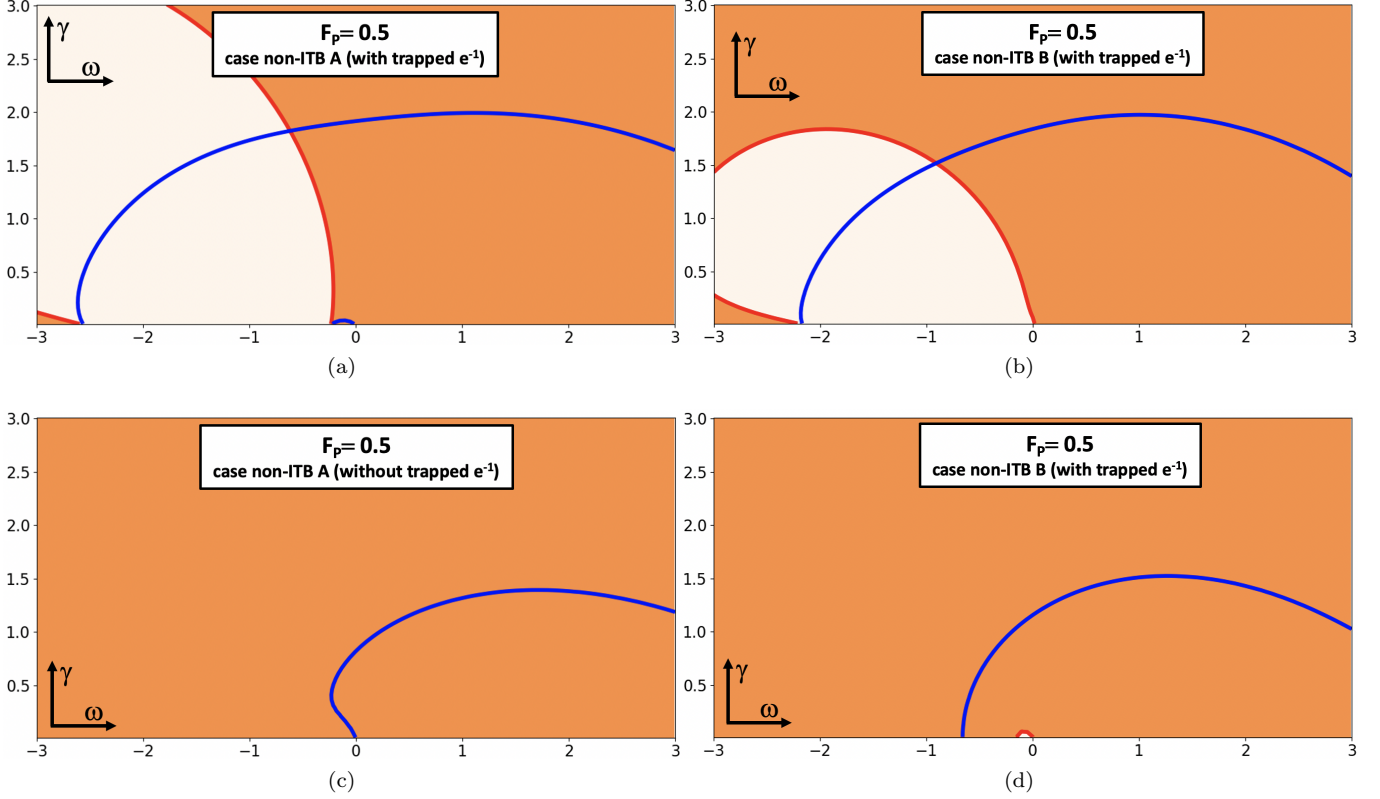 3.0
2.5
2.0
1.5
1.0
0.5
γ
ω
Fₚ= 0.5
case non-ITB A (with trapped e⁻¹)
−3 −2 −1 0 1 2 3
(a)
3.0
2.5
2.0
1.5
1.0
0.5
γ
ω
Fₚ= 0.5
case non-ITB B (with trapped e⁻¹)
−3 −2 −1 0 1 2 3
(b)
3.0
2.5
2.0
1.5
1.0
0.5
Fₚ= 0.5
case non-ITB A (without trapped e⁻¹)
γ
ω
−3 −2 −1 0 1 2 3
(c)
3.0
2.5
2.0
1.5
1.0
0.5
Fₚ= 0.5
case non-ITB B (with trapped e⁻¹)
γ
ω
−3 −2 −1 0 1 2 3
(d)